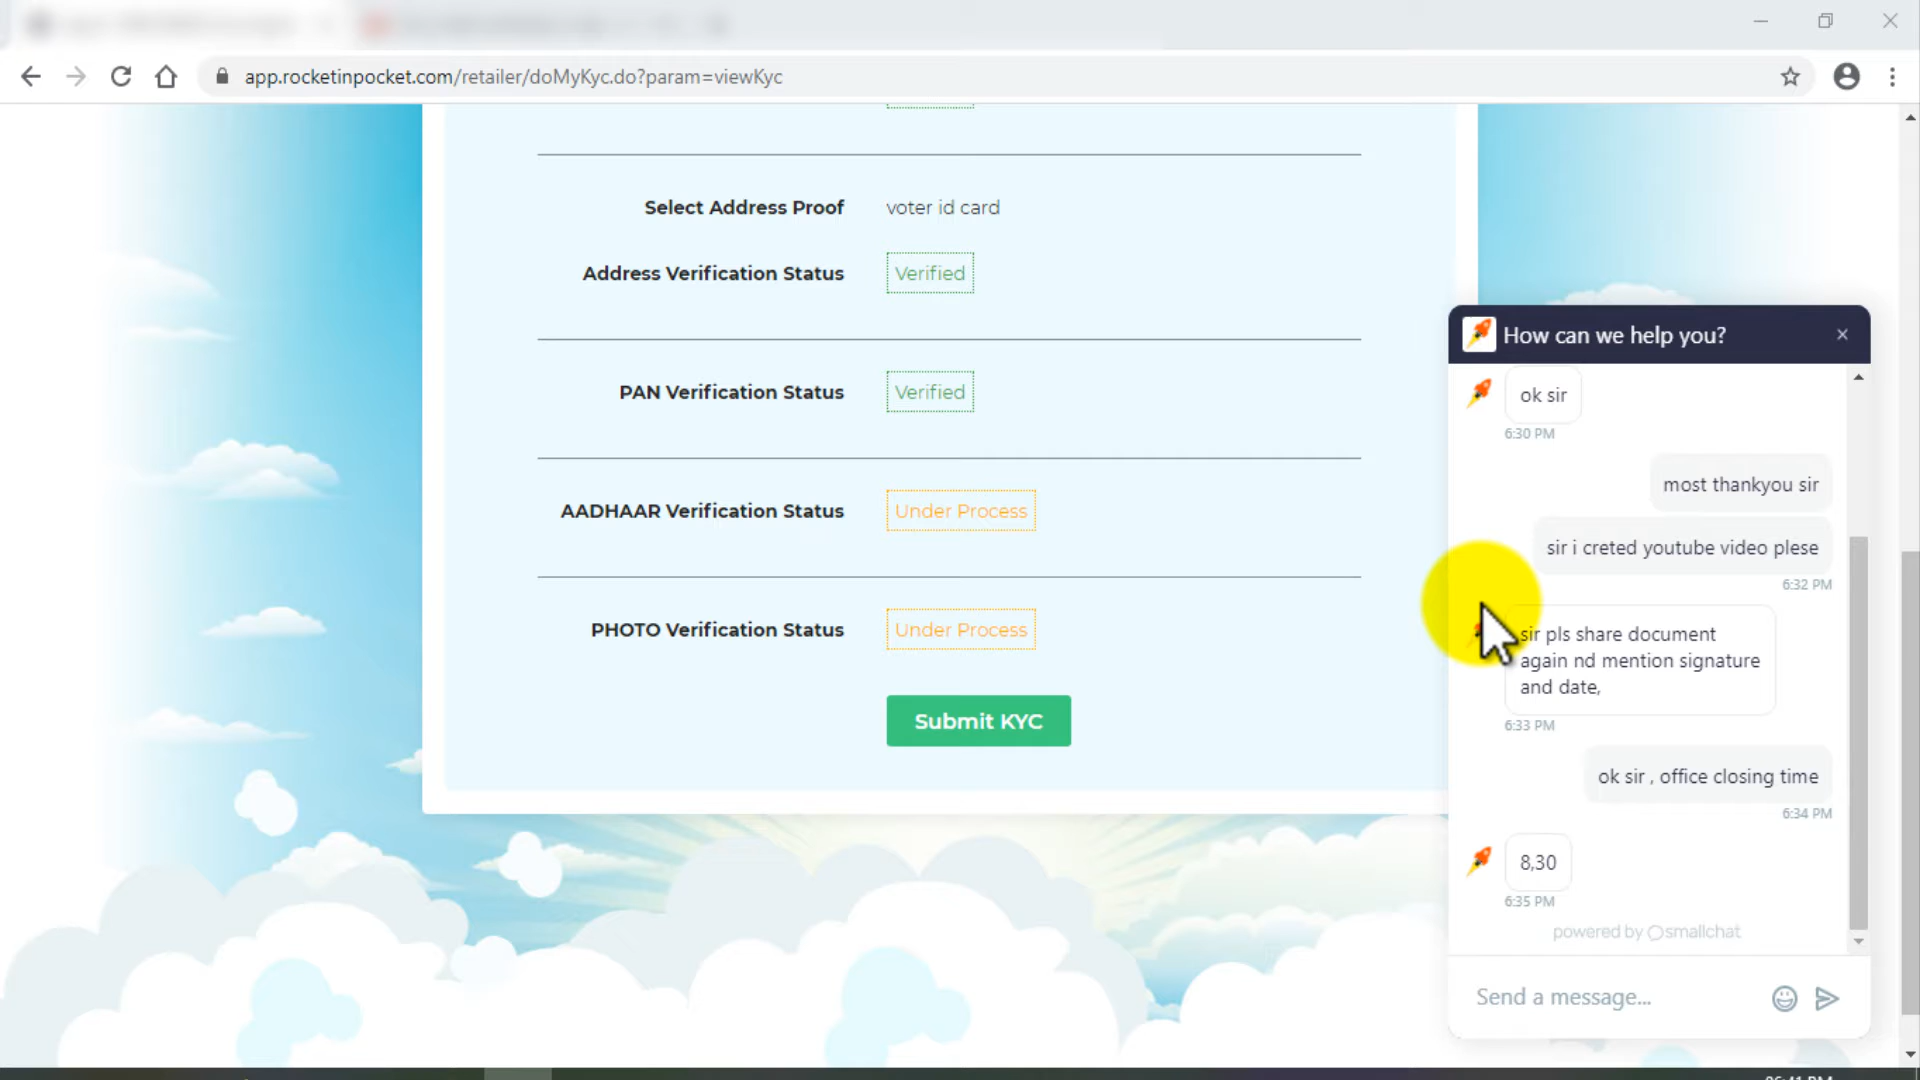 app.rocketinpocket.com/retailer/doMyKyc.do?param=viewKyc
Select Address Proof voter id card
Address Verification Status Verified
PAN Verification Status Verified
AADHAAR Verification Status Under Process
PHOTO Verification Status Under Process
Submit KYC
How can we help you?
ok sir
6:30 PM
most thankyou sir
sir i creted youtube video plese
6:32 PM
sir pls share document
again nd mention signature
and date,
6:33 PM
ok sir , office closing time
6:34 PM
8,30
6:35 PM
powered by smallchat
Send a message...